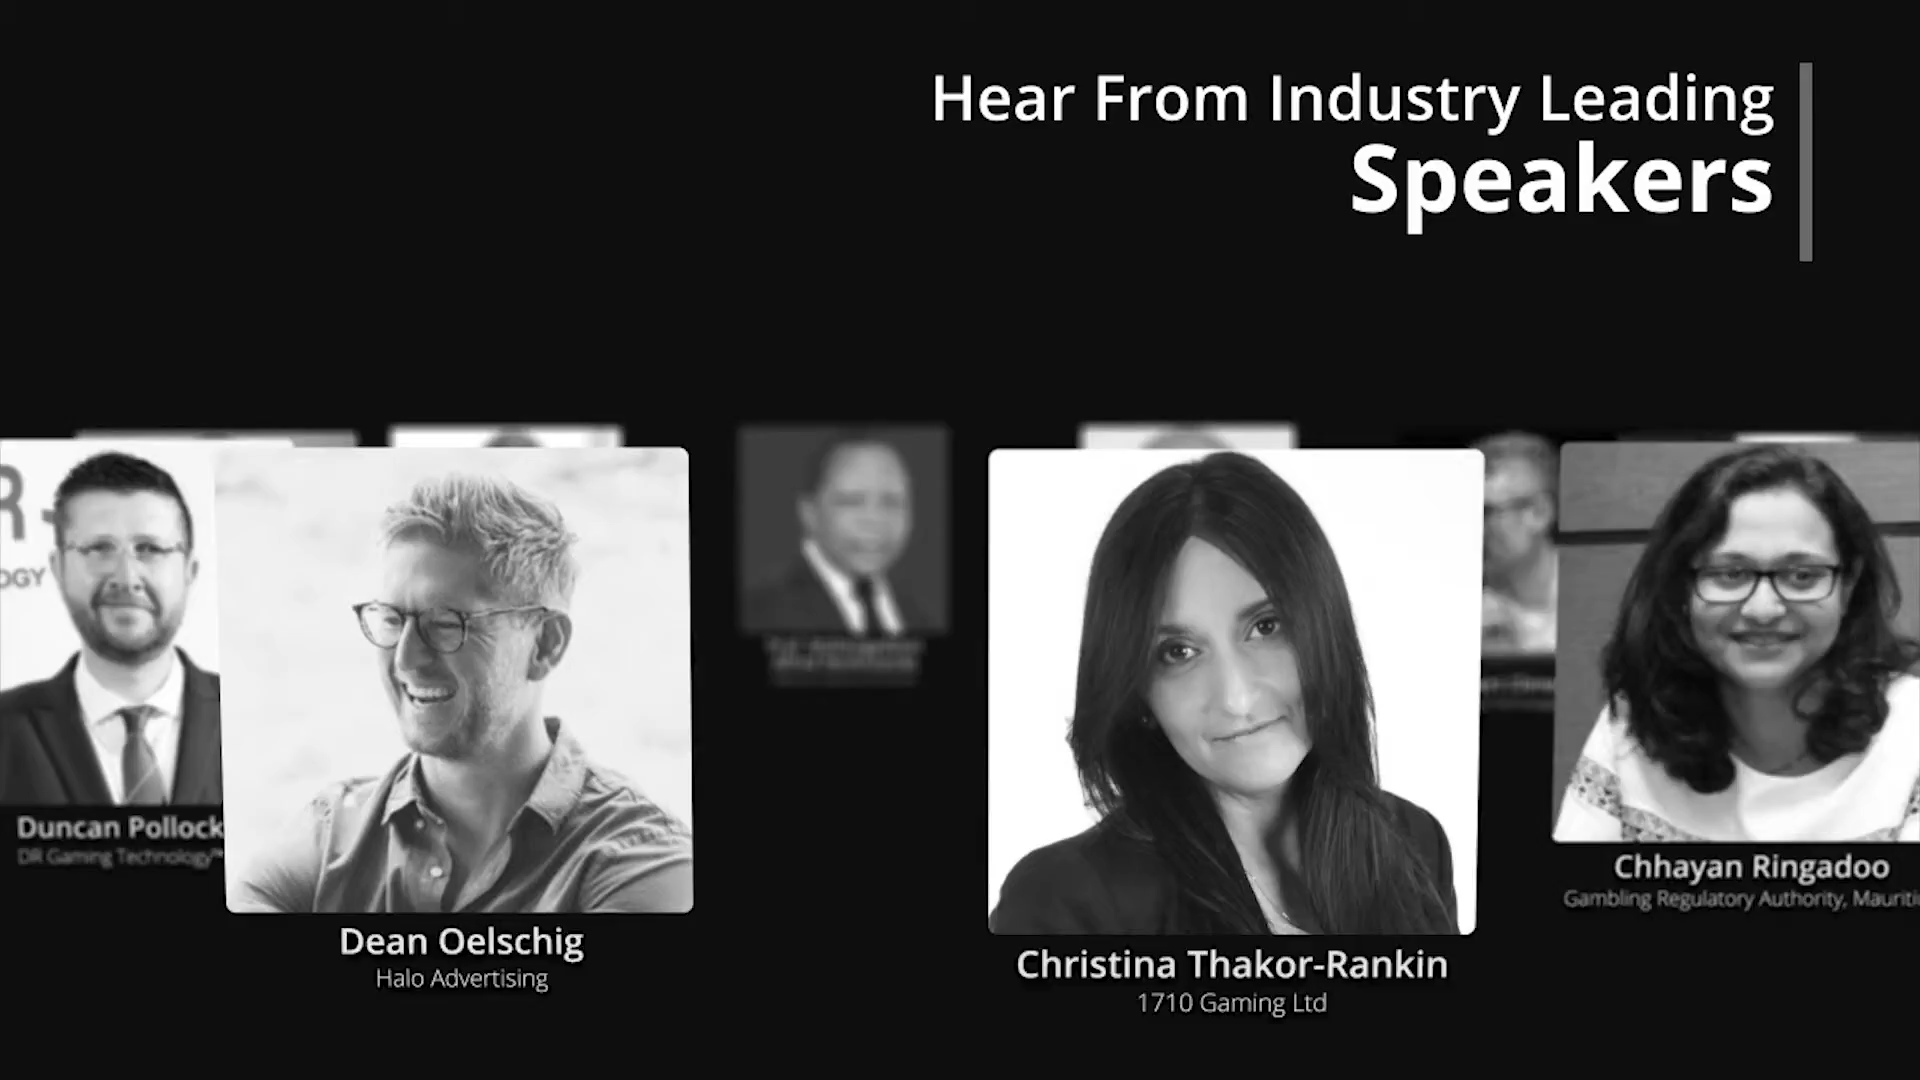 Hear From Industry Leading
Speakers
R
OGY
Duncan Pollock
DR Gaming Technology™
Dean Oelschig
Halo Advertising
Christina Thakor-Rankin
1710 Gaming Ltd
Chhayan Ringadoo
Gambling Regulatory Authority, Mauriti